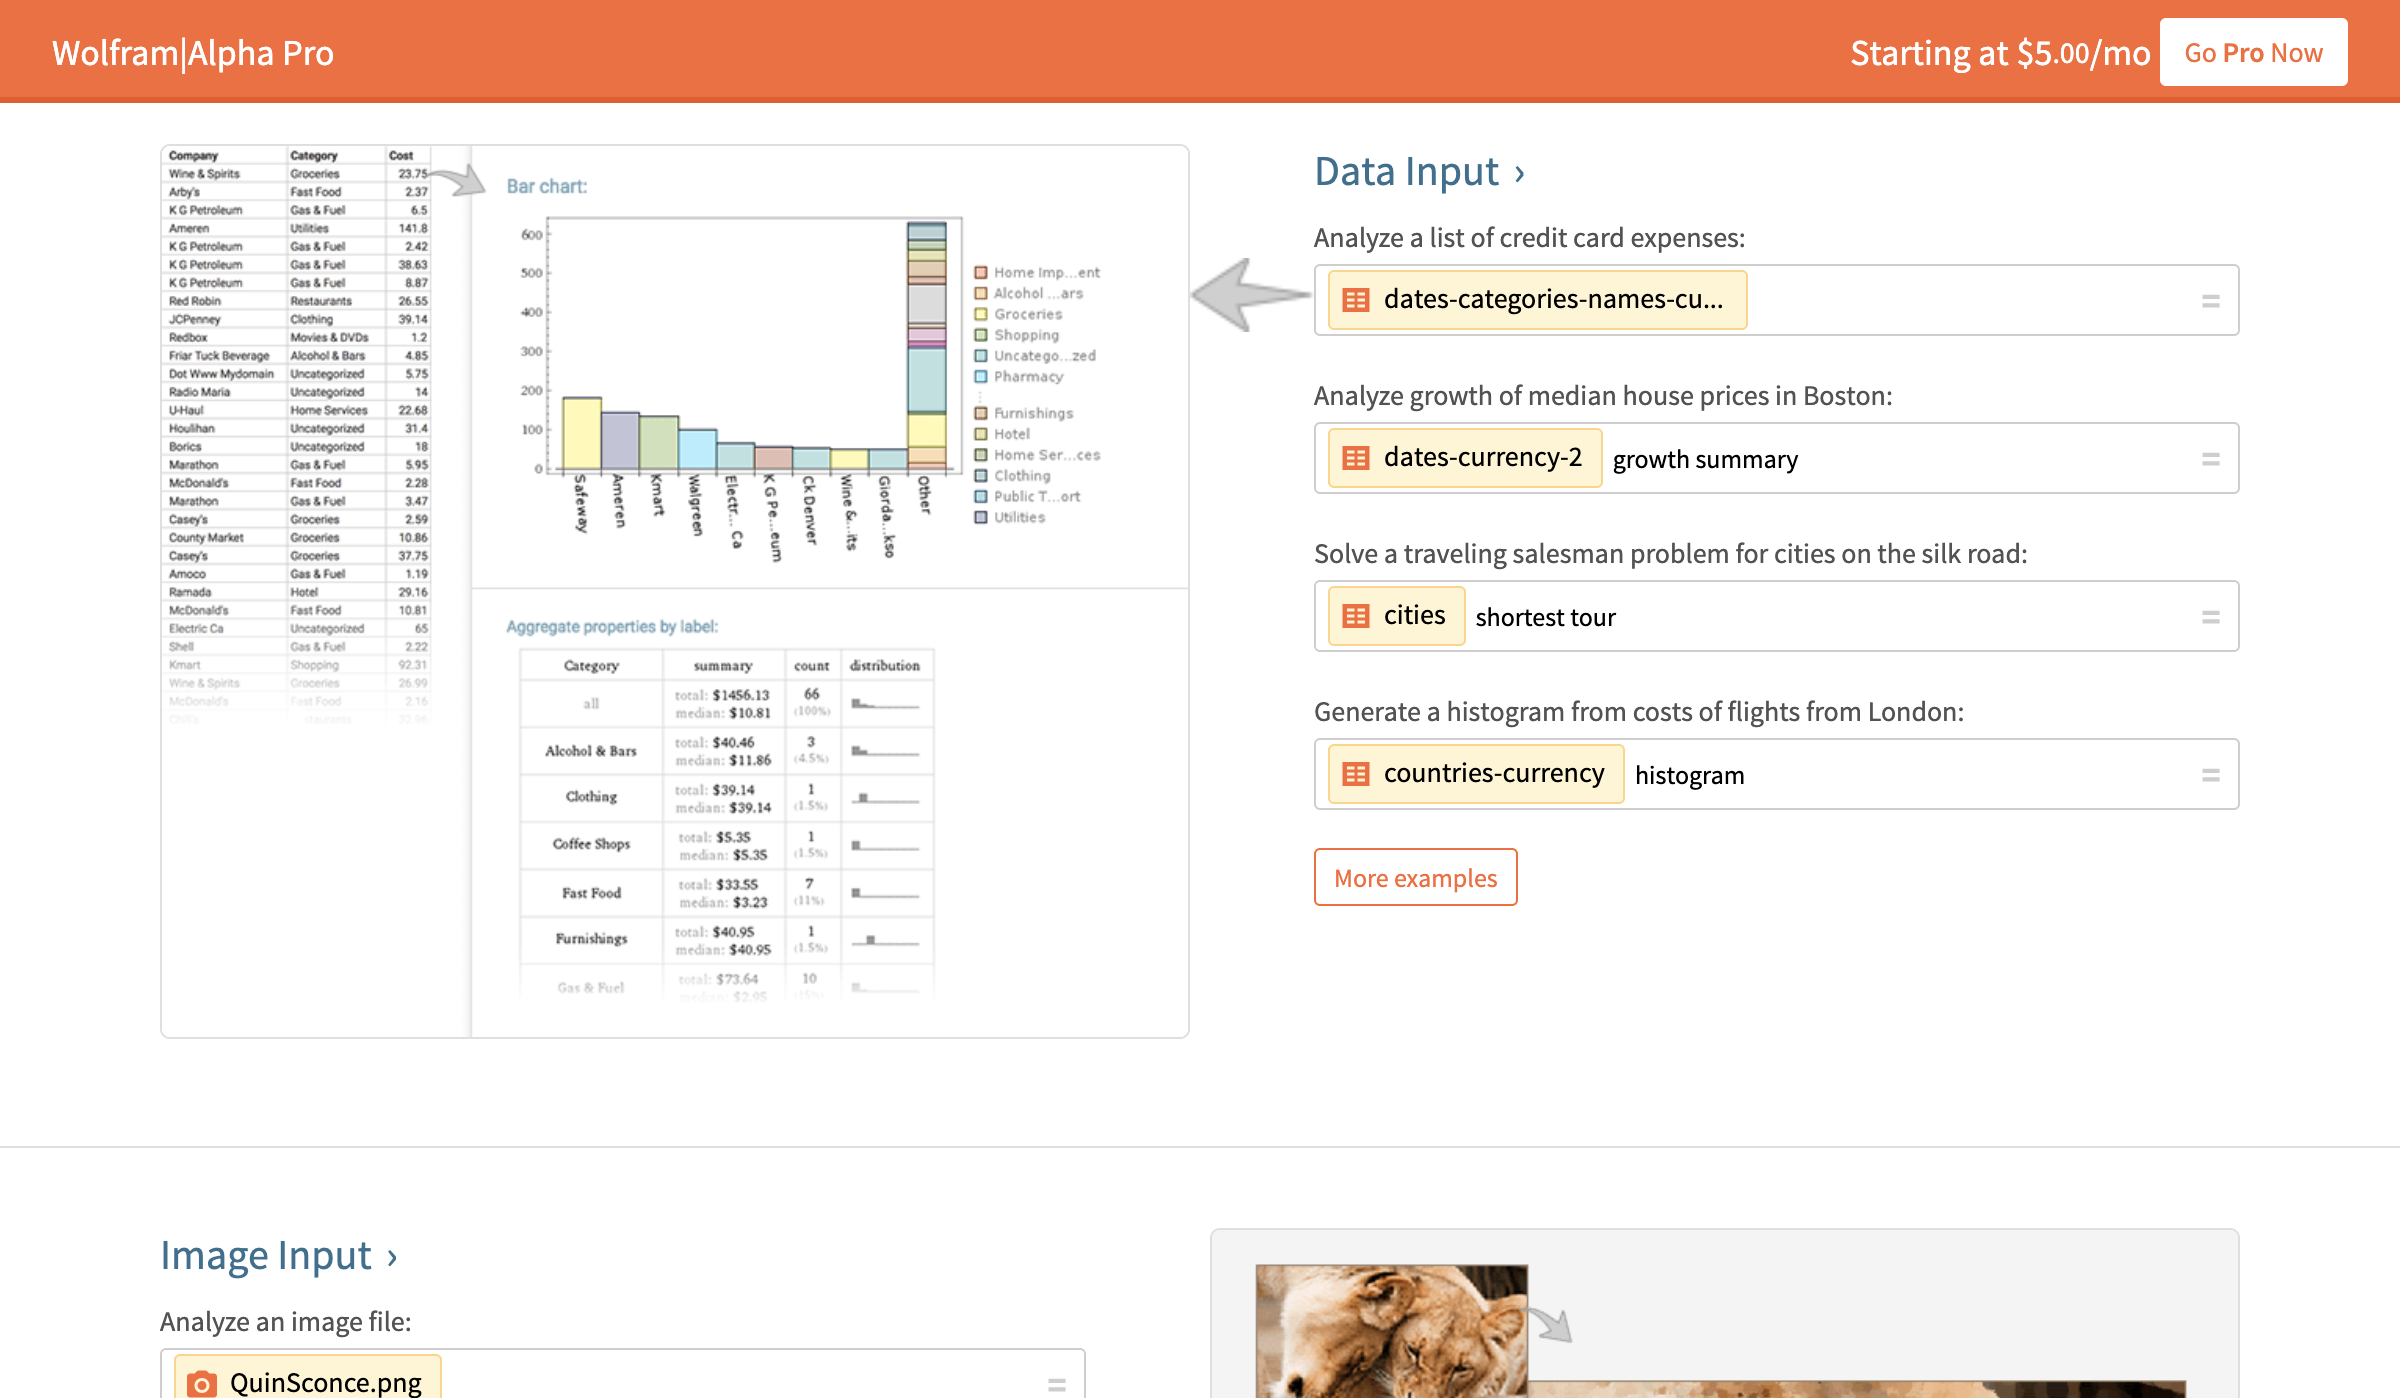 Wolfram|Alpha Pro
Starting at $5.00/mo
Go Pro Now
Company Category Cost
Wine & Spirits Groceries 23.75
Arby's Fast Food 2.37
K G Petroleum Gas & Fuel 6.5
Ameren Utilities 141.8
K G Petroleum Gas & Fuel 2.42
K G Petroleum Gas & Fuel 38.63
K G Petroleum Gas & Fuel 8.87
Red Robin Restaurants 26.55
JCPenney Clothing 39.14
Redbox Movies & DVDs 1.2
Friar Tuck Beverage Alcohol & Bars 4.85
Dot Www Mydomain Uncategorized 5.75
Radio Maria Uncategorized 14
U-Haul Home Services 22.68
Houlihan Uncategorized 31.4
Borics Uncategorized 18
Marathon Gas & Fuel 5.95
McDonald's Fast Food 2.28
Marathon Gas & Fuel 3.47
Casey's Groceries 2.59
County Market Groceries 10.86
Casey's Groceries 37.75
Amoco Gas & Fuel 1.19
Ramada Hotel 29.16
McDonald's Fast Food 10.81
Electric Ca Uncategorized 65
Shell Gas & Fuel 2.22
Kmart Shopping 92.31
Wine & Spirits Groceries 26.99
McDonald's Fast Food 2.16
Bar chart:
600
500
400
300
200
100
0
Safeway
Ameren
Kmart
Walgreen
Electr... Ca
K G Pe...eum
Ck Denver
Wine &...its
Giorda...kso
Other
Home Imp...ent
Alcohol ...ars
Groceries
Shopping
Uncatego...zed
Pharmacy
Furnishings
Hotel
Home Ser...ces
Clothing
Public T...ort
Utilities
Aggregate properties by label:
Category summary count distribution
all total: $1456.13 66
median: $10.81 (100%)
Alcohol & Bars total: $40.46 3
median: $11.86 (4.5%)
Clothing total: $39.14 1
median: $39.14 (1.5%)
Coffee Shops total: $5.35 1
median: $5.35 (1.5%)
Fast Food total: $33.55 7
median: $3.23 (11%)
Furnishings total: $40.95 1
median: $40.95 (1.5%)
Gas & Fuel total: $73.64 10
median: $2.95 (15%)
Data Input ›
Analyze a list of credit card expenses:
dates-categories-names-cu...
=
Analyze growth of median house prices in Boston:
dates-currency-2 growth summary
=
Solve a traveling salesman problem for cities on the silk road:
cities shortest tour
=
Generate a histogram from costs of flights from London:
countries-currency histogram
=
More examples
Image Input ›
Analyze an image file:
QuinSconce.png
=